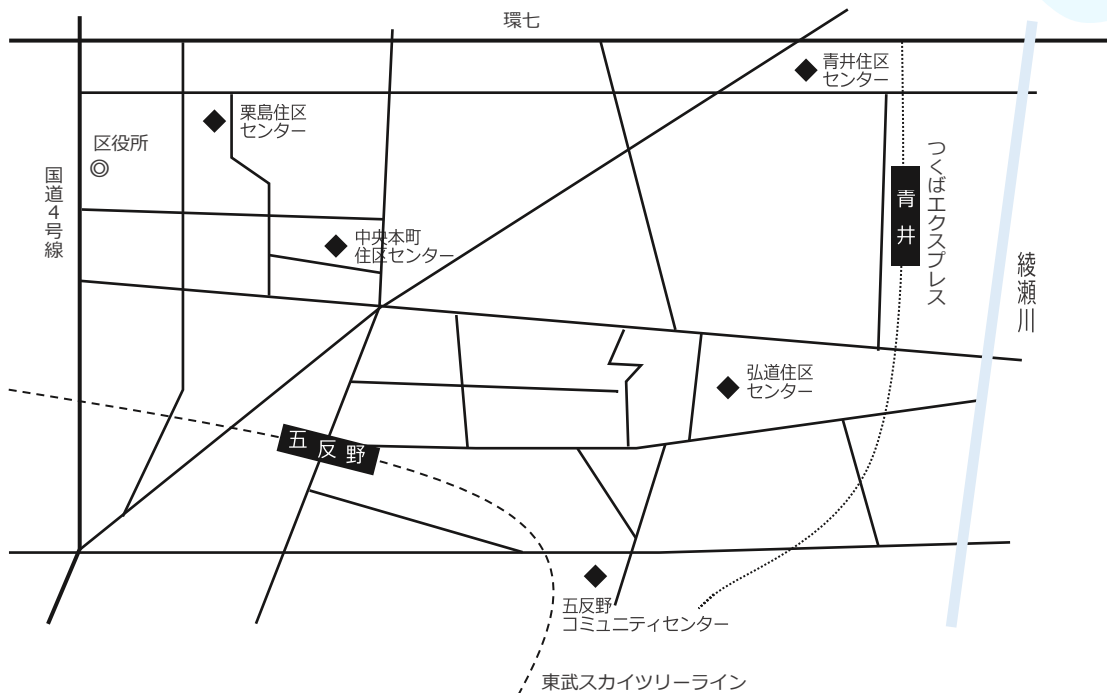 環七
青井住区
センター
栗島住区
センター
区役所
国道4号線
つくばエクスプレス
青井
中央本町
住区センター
綾瀬川
弘道住区
センター
五反野
五反野
コミュニティセンター
東武スカイツリーライン